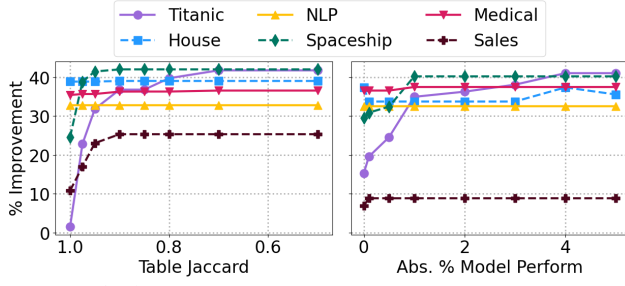 Titanic NLP Medical
House Spaceship Sales
% Improvement
40
30
20
10
0
1.0 0.8 0.6
Table Jaccard
0 2 4
Abs. % Model Perform